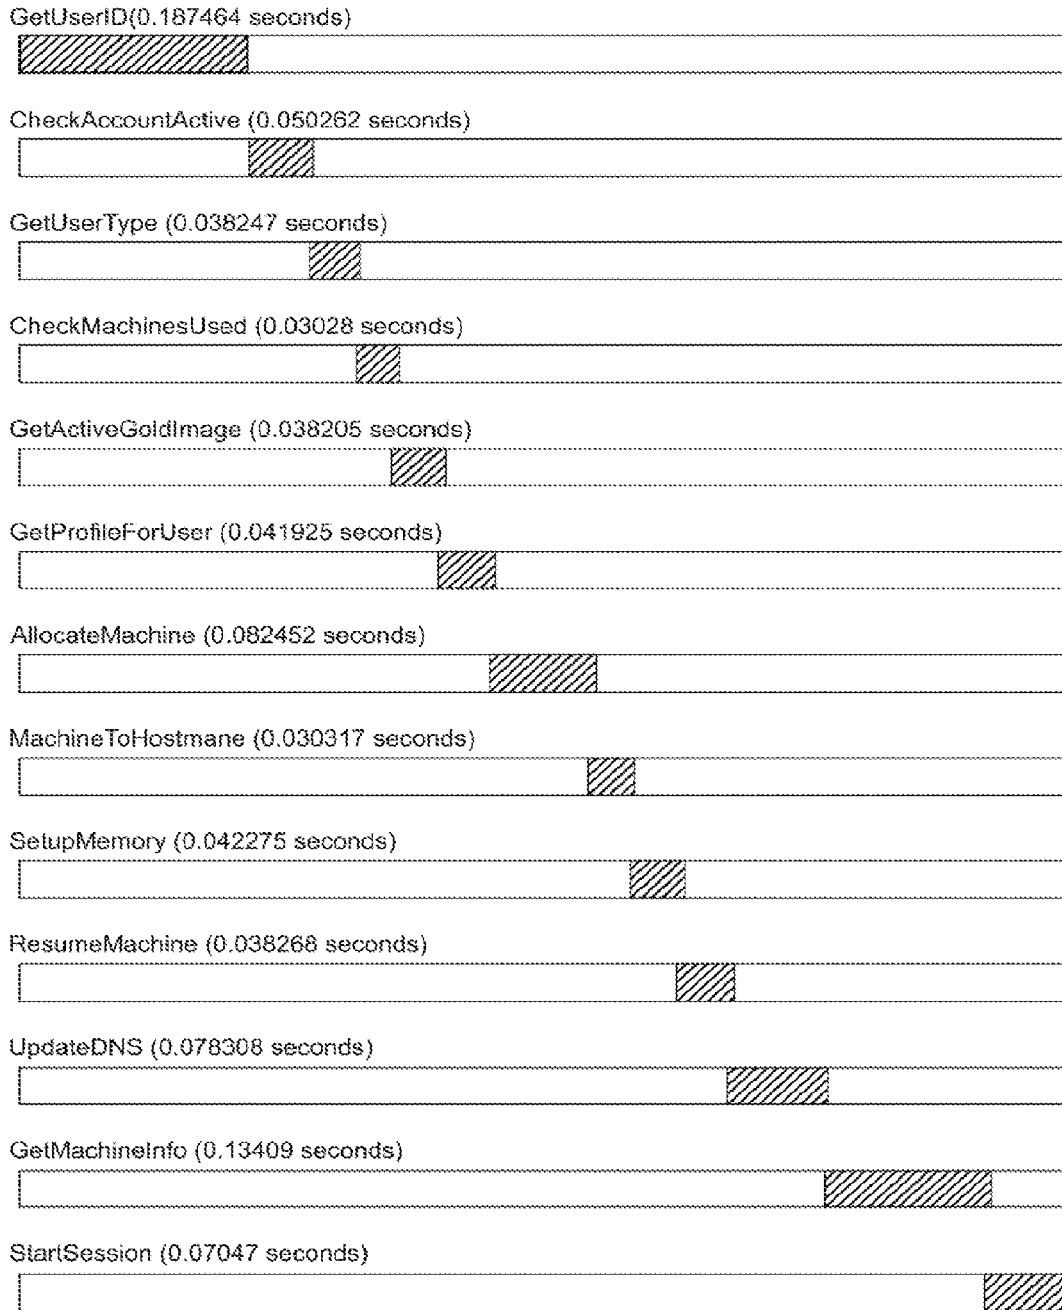 GetUserID(0.187464 seconds)
CheckAccountActive (0.050262 seconds)
GetUserType (0.038247 seconds)
CheckMachinesUsed (0.03028 seconds)
GetActiveGoldImage (0.038205 seconds)
GetProfileForUser (0.041925 seconds)
AllocateMachine (0.082452 seconds)
MachineToHostmane (0.030317 seconds)
SetupMemory (0.042275 seconds)
ResumeMachine (0.038268 seconds)
UpdateDNS (0.078308 seconds)
GetMachineInfo (0.13409 seconds)
StartSession (0.07047 seconds)